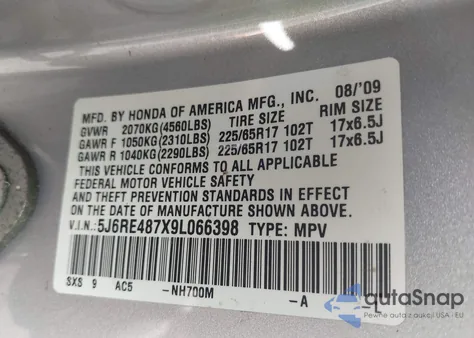 MFD. BY HONDA OF AMERICA MFG., INC. 08/'09
GVWR 2070KG(4560LBS) TIRE SIZE RIM SIZE
GAWR F 1050KG(2310LBS) 225/65R17 102T 17x6.5J
GAWR R 1040KG(2290LBS) 225/65R17 102T 17x6.5J
THIS VEHICLE CONFORMS TO ALL APPLICABLE
FEDERAL MOTOR VEHICLE SAFETY
AND THEFT PREVENTION STANDARDS IN EFFECT
ON THE DATE OF MANUFACTURE SHOWN ABOVE.
V.I.N.: 5J6RE487X9L066398 TYPE: MPV
SXS 9 AC5 -NH700M -A
autaSnap
Pewne auta z aukcji USA - EU